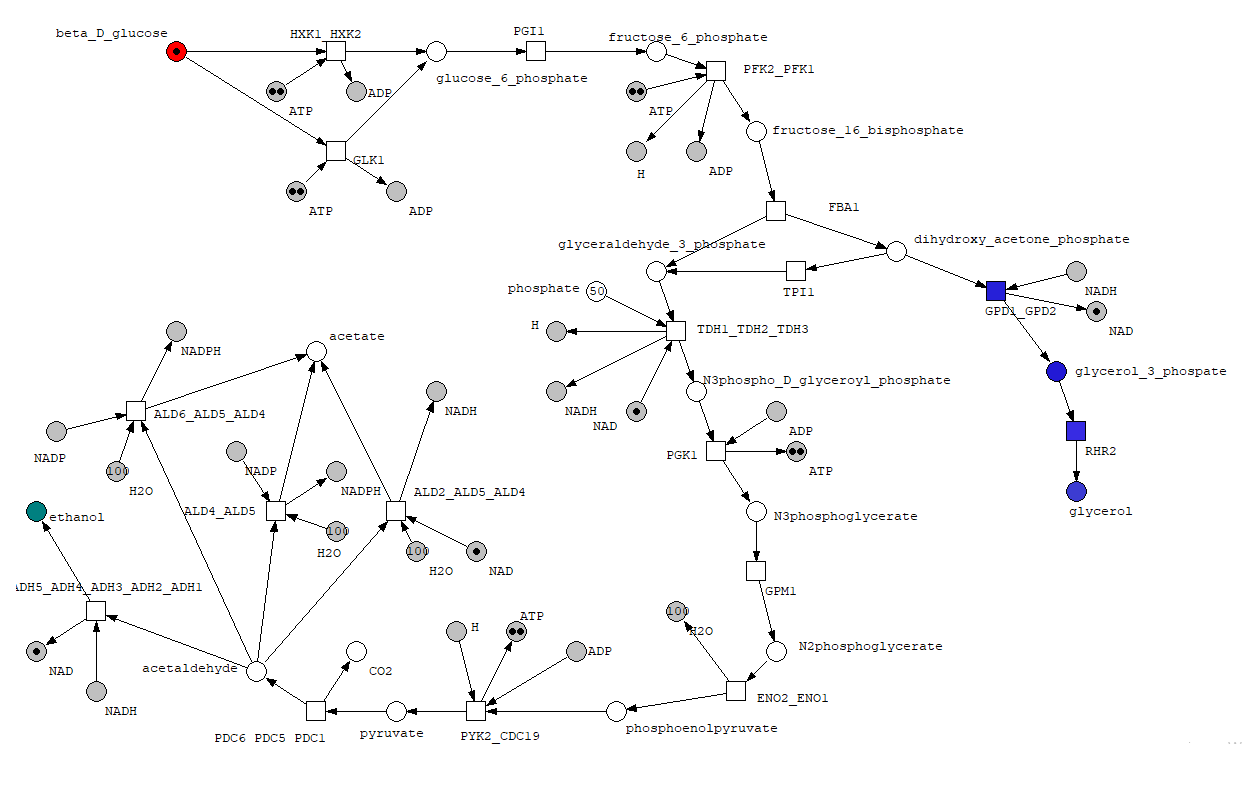 beta_D_glucose
HXK1_HXK2
PGI1
fructose_6_phosphate
glucose_6_phosphate
PFK2_PFK1
ADP
ATP
ATP
fructose_16_bisphosphate
GLK1
H
ADP
ATP
ADP
FBA1
glyceraldehyde_3_phosphate
dihydroxy_acetone_phosphate
phosphate
50
TPI1
NADH
GPD1_GPD2
NAD
H
TDH1_TDH2_TDH3
acetate
NADPH
glycerol_3_phospate
N3phospho_D_glyceroyl_phosphate
ALD6_ALD5_ALD4
NADH
NADH
NAD
ADP
NADP
PGK1
RHR2
100
NADP
NADPH
ATP
H2O
ALD2_ALD5_ALD4
ethanol
ALD4_ALD5
glycerol
N3phosphoglycerate
100
H2O
100
H2O
NAD
ADH5_ADH4_ADH3_ADH2_ADH1
GPM1
100
H2O
ATP
H
NAD
acetaldehyde
CO2
ADP
N2phosphoglycerate
NADH
ENO2_ENO1
PDC6_PDC5_PDC1
pyruvate
PYK2_CDC19
phosphoenolpyruvate